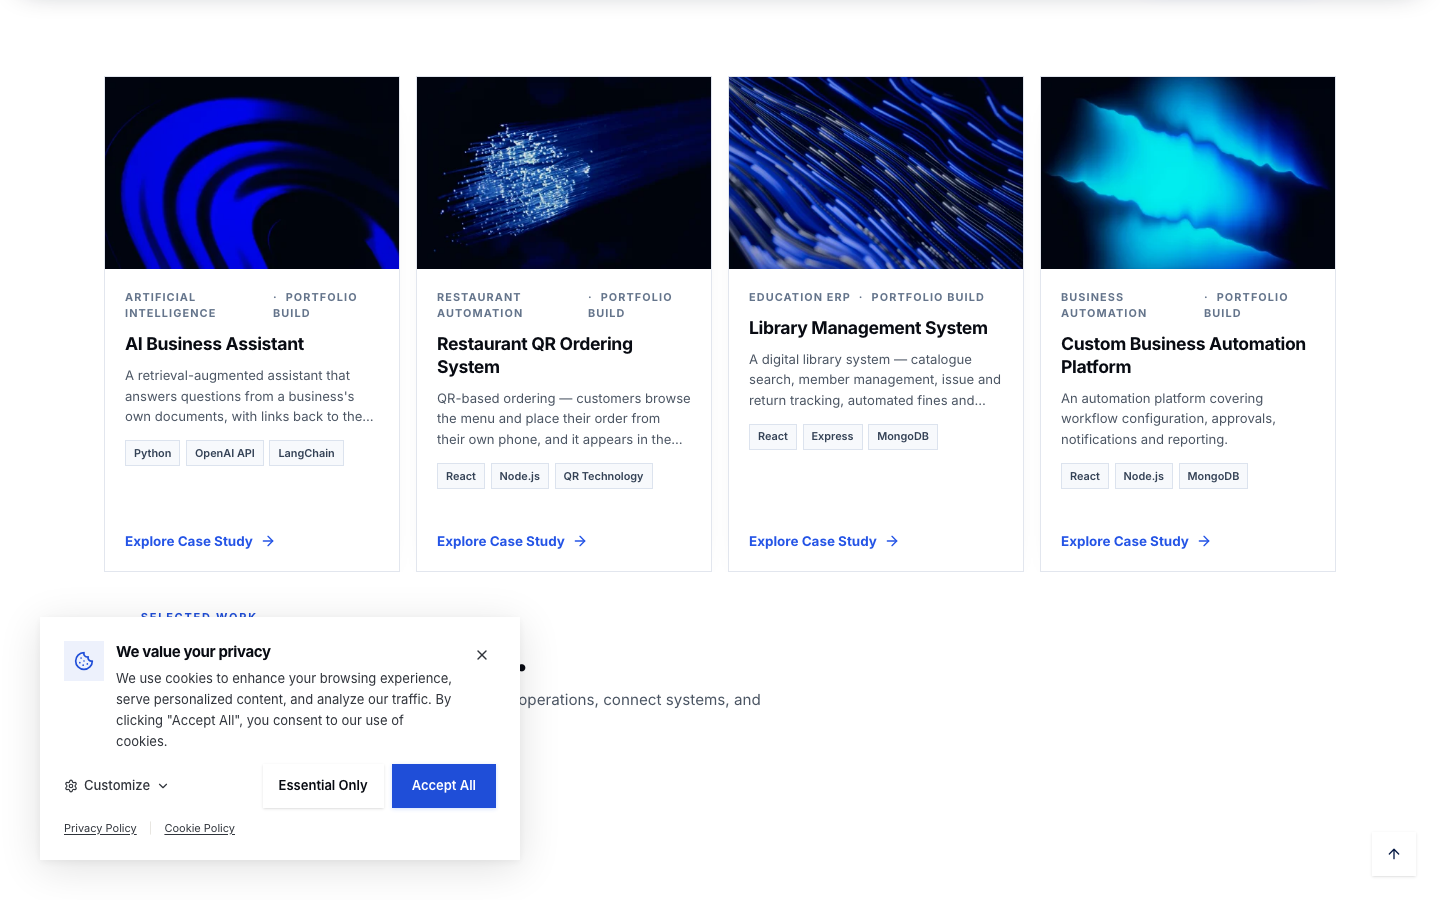 ARTIFICIAL INTELLIGENCE · PORTFOLIO BUILD
AI Business Assistant
A retrieval-augmented assistant that
answers questions from a business's
own documents, with links back to the...
Python OpenAI API LangChain
Explore Case Study
RESTAURANT AUTOMATION · PORTFOLIO BUILD
Restaurant QR Ordering
System
QR-based ordering — customers browse
the menu and place their order from
their own phone, and it appears in the...
React Node.js QR Technology
Explore Case Study
EDUCATION ERP · PORTFOLIO BUILD
Library Management System
A digital library system — catalogue
search, member management, issue and
return tracking, automated fines and...
React Express MongoDB
Explore Case Study
BUSINESS AUTOMATION · PORTFOLIO BUILD
Custom Business Automation
Platform
An automation platform covering
workflow configuration, approvals,
notifications and reporting.
React Node.js MongoDB
Explore Case Study
SELECTED WORK
operations, connect systems, and
We value your privacy
We use cookies to enhance your browsing experience,
serve personalized content, and analyze our traffic. By
clicking "Accept All", you consent to our use of
cookies.
Customize
Essential Only
Accept All
Privacy Policy
Cookie Policy